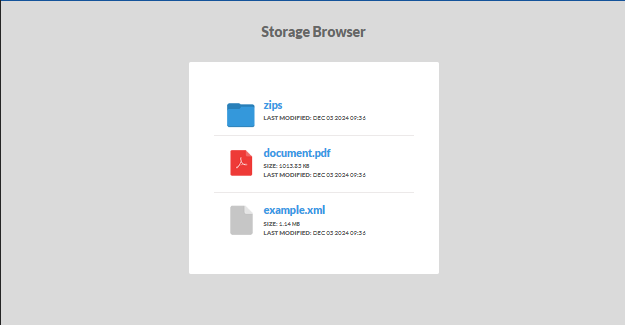 Storage Browser
zips
LAST MODIFIED: DEC 03 2024 09:36
document.pdf
SIZE: 1013.83 KB
LAST MODIFIED: DEC 03 2024 09:36
example.xml
SIZE: 1.14 MB
LAST MODIFIED: DEC 03 2024 09:36